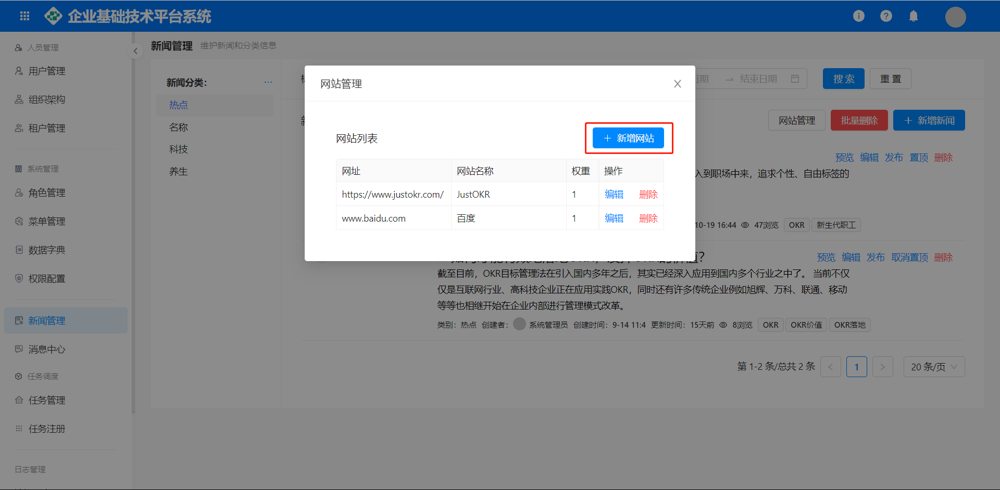 企业基础技术平台系统
人员管理
用户管理
组织架构
租户管理
系统管理
角色管理
菜单管理
数据字典
权限配置
新闻管理
消息中心
任务调度
任务管理
任务注册
日志管理
新闻管理 维护新闻和分类信息
新闻分类： ...
热点
名称
科技
养生
日期 → 结束日期 搜 索 重 置
网站管理 批量删除 + 新增新闻
网站管理
网站列表 + 新增网站
网址 网站名称 权重 操作
https://www.justokr.com/ JustOKR 1 编辑 删除
www.baidu.com 百度 1 编辑 删除
预览 编辑 发布 置顶 删除
入到职场中来，追求个性、自由标签的
10-19 16:44 47浏览 OKR 新生代职工
预览 编辑 发布 取消置顶 删除
截至目前，OKR目标管理法在引入国内多年之后，其实已经深入应用到国内多个行业之中了。 当前不仅
仅是互联网行业、高科技企业正在应用实践OKR，同时还有许多传统企业例如旭辉、万科、联通、移动
等等也相继开始在企业内部进行管理模式改革。
类别：热点 创建者： 系统管理员 创建时间：9-14 11:4 更新时间：15天前 8浏览 OKR OKR价值 OKR落地
第 1-2 条/总共 2 条 < 1 > 20 条/页